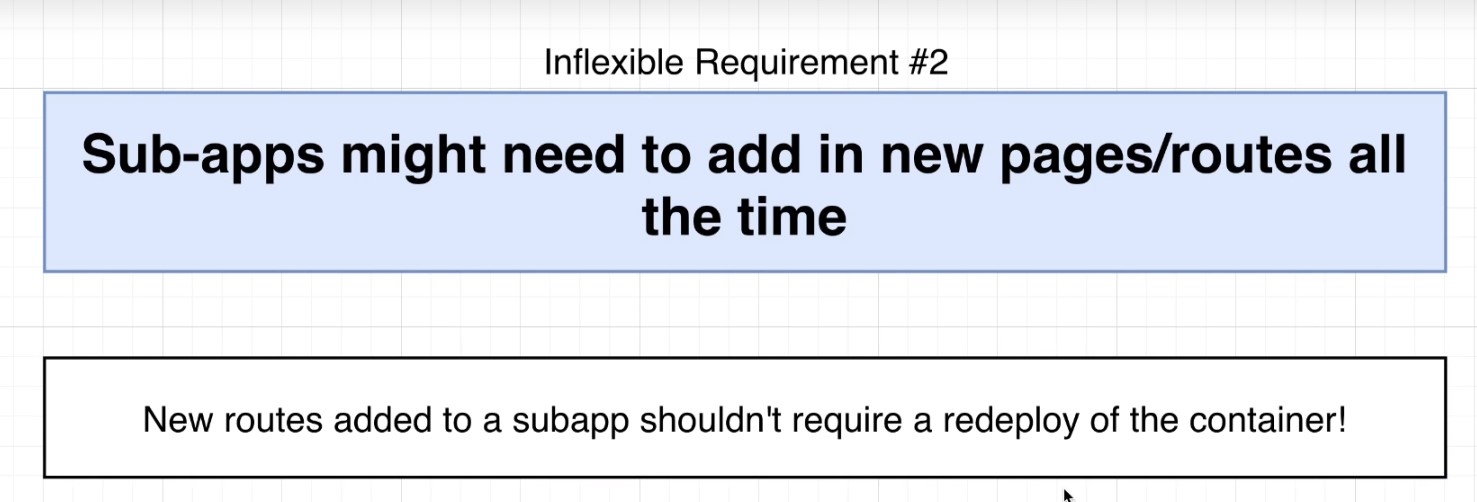 Inflexible Requirement #2
Sub-apps might need to add in new pages/routes all
the time
New routes added to a subapp shouldn't require a redeploy of the container!